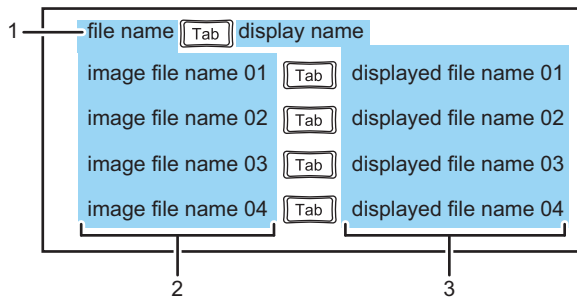 1 file name Tab display name
image file name 01 Tab displayed file name 01
image file name 02 Tab displayed file name 02
image file name 03 Tab displayed file name 03
image file name 04 Tab displayed file name 04
2 3